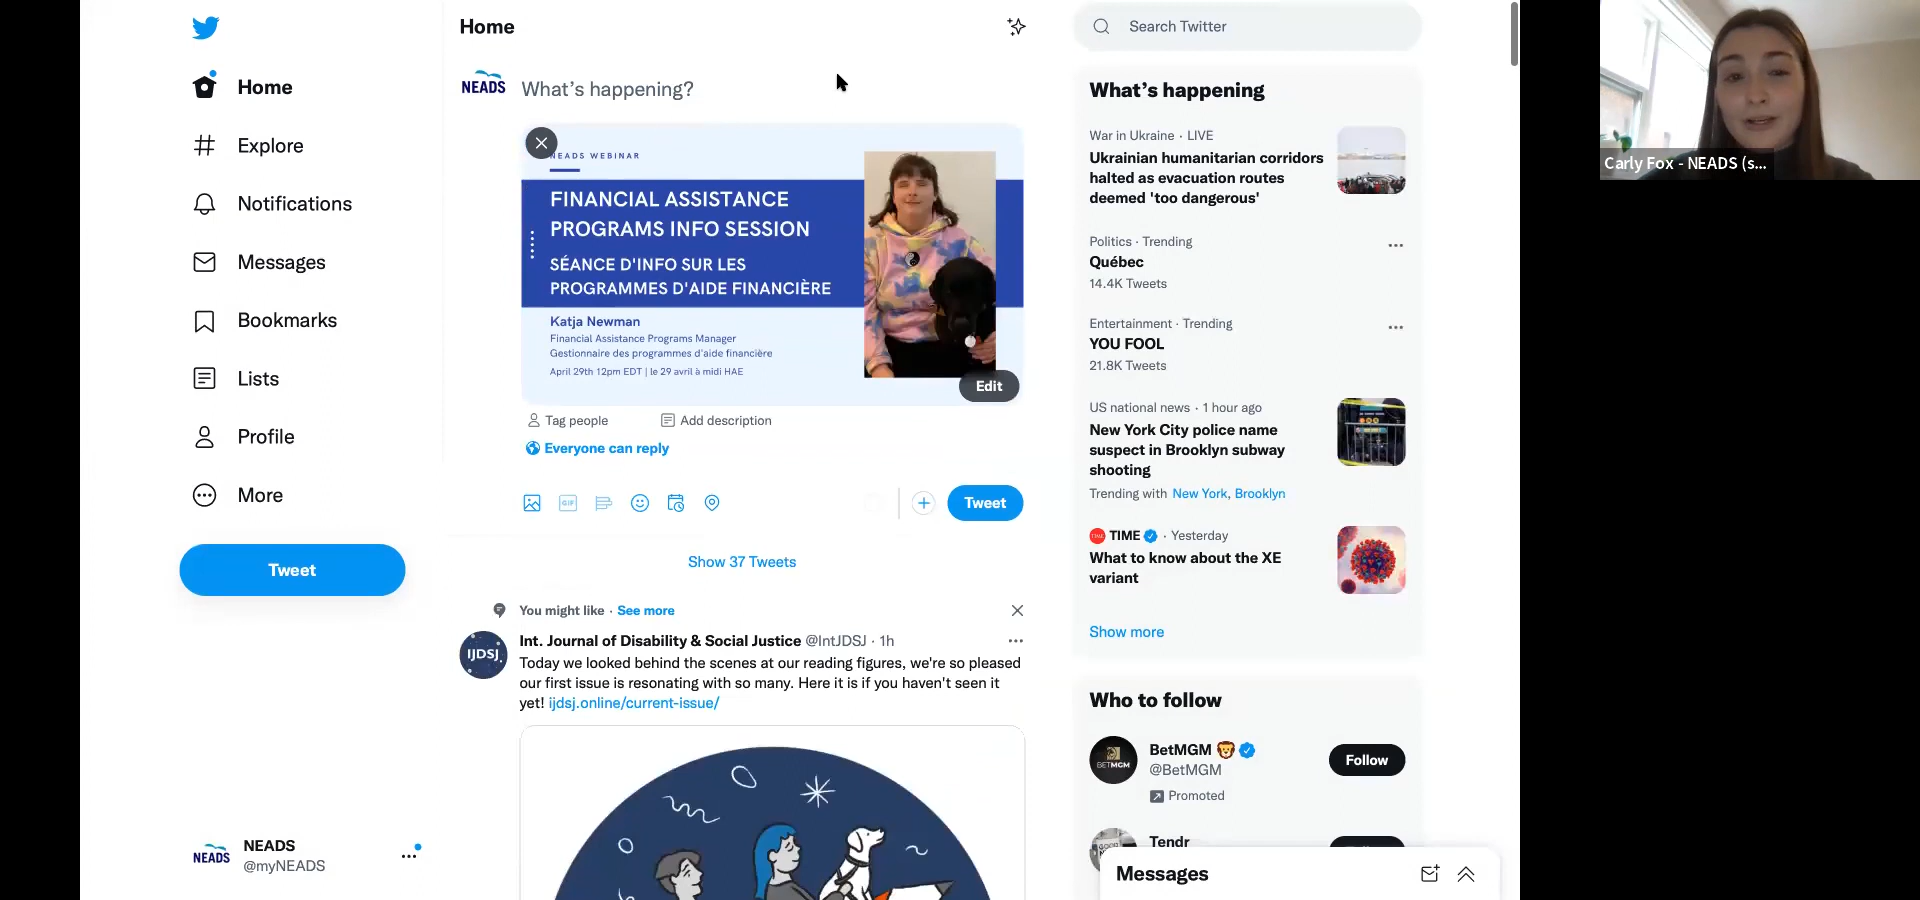 Home
Explore
Notifications
Messages
Bookmarks
Lists
Profile
More
Tweet
NEADS
@myNEADS
Home
NEADS
What's happening?
NEADS WEBINAR
FINANCIAL ASSISTANCE
PROGRAMS INFO SESSION
SÉANCE D'INFO SUR LES
PROGRAMMES D'AIDE FINANCIÈRE
Katja Newman
Financial Assistance Programs Manager
Gestionnaire des programmes d'aide financière
April 29th 12pm EDT | le 29 avril à midi HAE
Edit
Tag people Add description
Everyone can reply
GIF
Tweet
Show 37 Tweets
You might like · See more
IJDSJ
Int. Journal of Disability & Social Justice @IntJDSJ · 1h
Today we looked behind the scenes at our reading figures, we're so pleased
our first issue is resonating with so many. Here it is if you haven't seen it
yet! ijdsj.online/current-issue/
Search Twitter
What's happening
War in Ukraine · LIVE
Ukrainian humanitarian corridors
halted as evacuation routes
deemed 'too dangerous'
Politics · Trending
Québec
14.4K Tweets
Entertainment · Trending
YOU FOOL
21.8K Tweets
US national news · 1 hour ago
New York City police name
suspect in Brooklyn subway
shooting
Trending with New York, Brooklyn
TIME · Yesterday
What to know about the XE
variant
Show more
Who to follow
BETMGM
BetMGM
@BetMGM
Promoted
Follow
Tendr
Messages
NEADS
Carly Fox - NEADS (s...